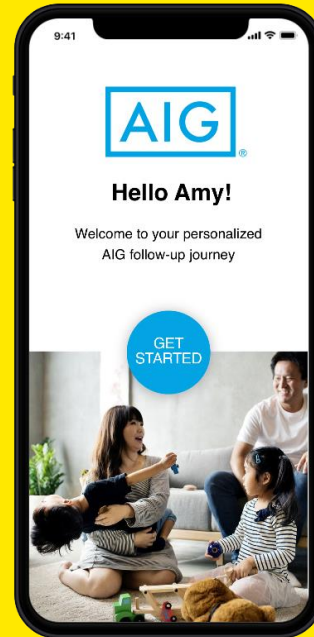 9:41
AIG
®
Hello Amy!
Welcome to your personalized
AIG follow-up journey
GET
STARTED